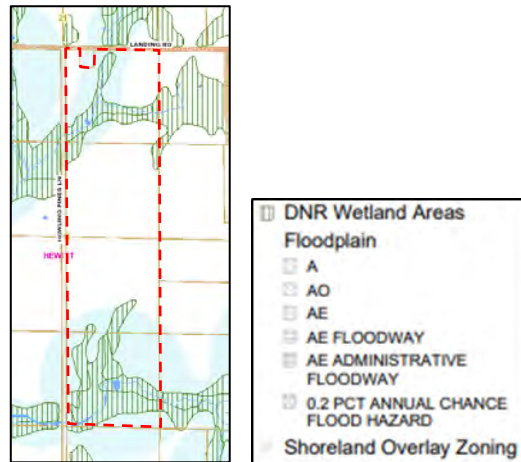 LANDING RD
HOWLING PINES LN
HEWITT
DNR Wetland Areas
Floodplain
A
AO
AE
AE FLOODWAY
AE ADMINISTRATIVE
FLOODWAY
0.2 PCT ANNUAL CHANCE
FLOOD HAZARD
Shoreland Overlay Zoning